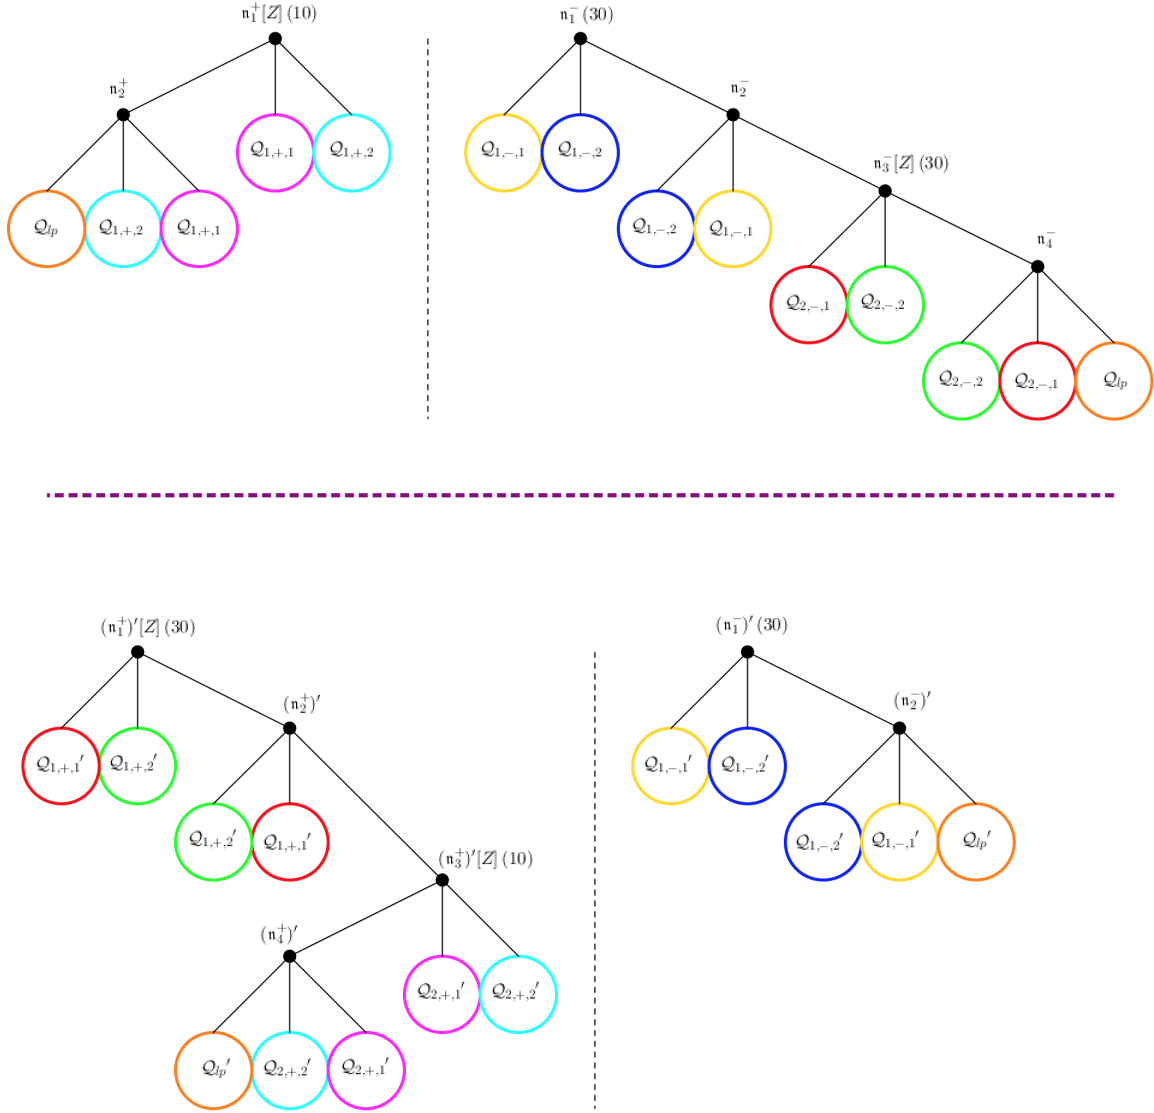 𝔫₁⁺[Z] (10)
𝔫₁⁻ (30)
𝔫₂⁺
𝔫₂⁻
𝒬₁,₊,₁ 𝒬₁,₊,₂
𝒬₁,₋,₁ 𝒬₁,₋,₂
𝔫₃⁻[Z] (30)
𝒬lp 𝒬₁,₊,₂ 𝒬₁,₊,₁
𝒬₁,₋,₂ 𝒬₁,₋,₁
𝔫₄⁻
𝒬₂,₋,₁ 𝒬₂,₋,₂
𝒬₂,₋,₂ 𝒬₂,₋,₁ 𝒬lp
(𝔫₁⁺)′[Z] (30)
(𝔫₁⁻)′ (30)
(𝔫₂⁺)′
(𝔫₂⁻)′
𝒬₁,₊,₁′ 𝒬₁,₊,₂′
𝒬₁,₋,₁′ 𝒬₁,₋,₂′
𝒬₁,₊,₂′ 𝒬₁,₊,₁′
𝒬₁,₋,₂′ 𝒬₁,₋,₁′ 𝒬lp′
(𝔫₃⁺)′[Z] (10)
(𝔫₄⁺)′
𝒬₂,₊,₁′ 𝒬₂,₊,₂′
𝒬lp′ 𝒬₂,₊,₂′ 𝒬₂,₊,₁′